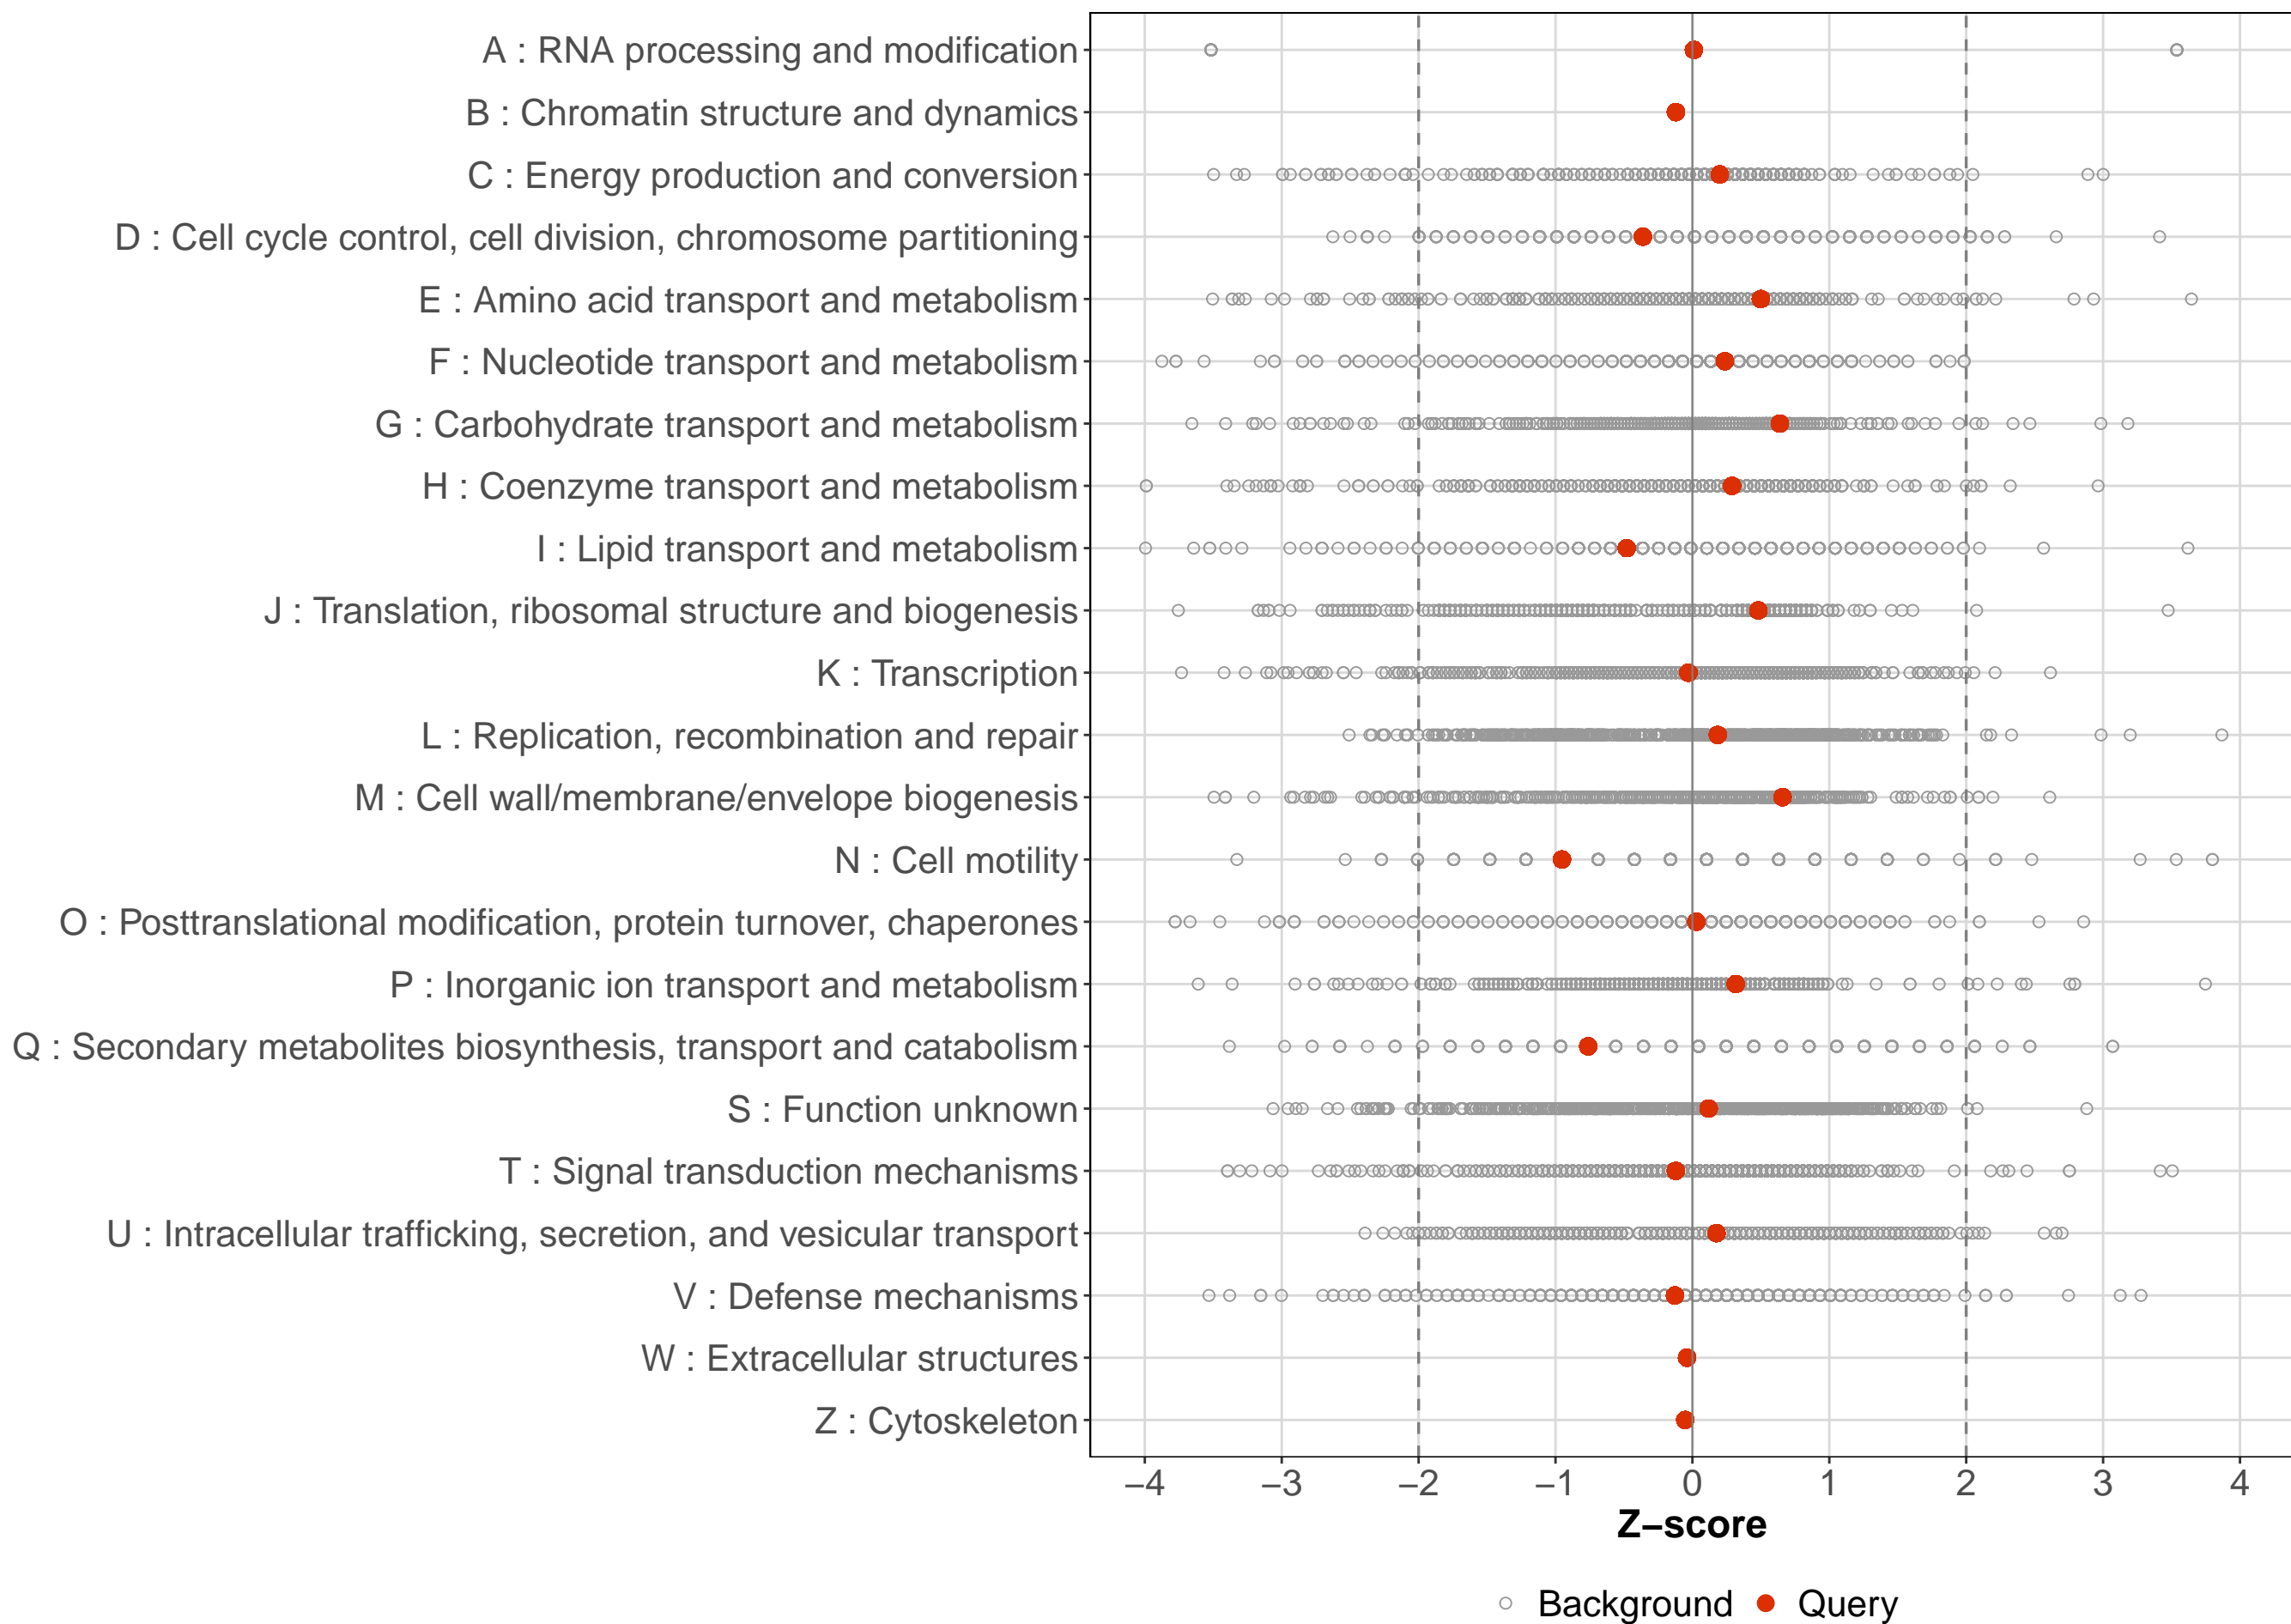 A : RNA processing and modification
B : Chromatin structure and dynamics
C : Energy production and conversion
D : Cell cycle control, cell division, chromosome partitioning
E : Amino acid transport and metabolism
F : Nucleotide transport and metabolism
G : Carbohydrate transport and metabolism
H : Coenzyme transport and metabolism
I : Lipid transport and metabolism
J : Translation, ribosomal structure and biogenesis
K : Transcription
L : Replication, recombination and repair
M : Cell wall/membrane/envelope biogenesis
N : Cell motility
O : Posttranslational modification, protein turnover, chaperones
P : Inorganic ion transport and metabolism
Q : Secondary metabolites biosynthesis, transport and catabolism
S : Function unknown
T : Signal transduction mechanisms
U : Intracellular trafficking, secretion, and vesicular transport
V : Defense mechanisms
W : Extracellular structures
Z : Cytoskeleton
−4 −3 −2 −1 0 1 2 3 4
Z−score
Background Query